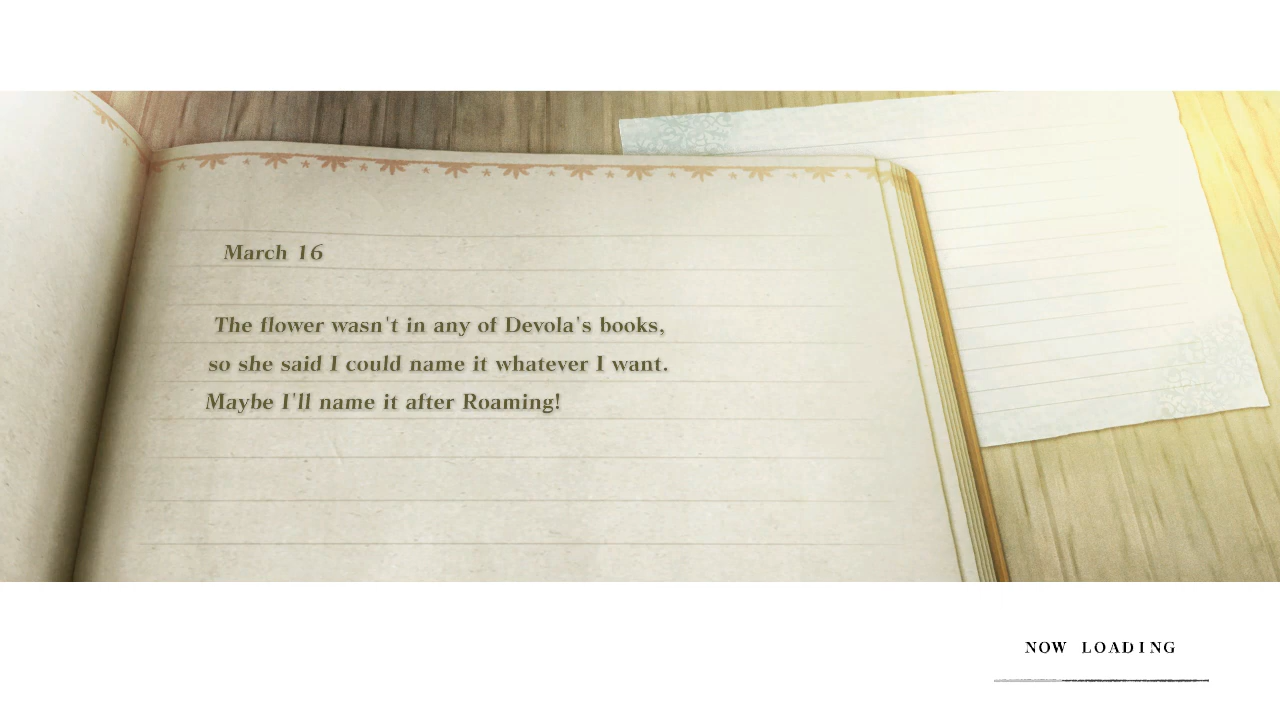 March 16
The flower wasn't in any of Devola's books,
so she said I could name it whatever I want.
Maybe I'll name it after Roaming!
NOW LOADING